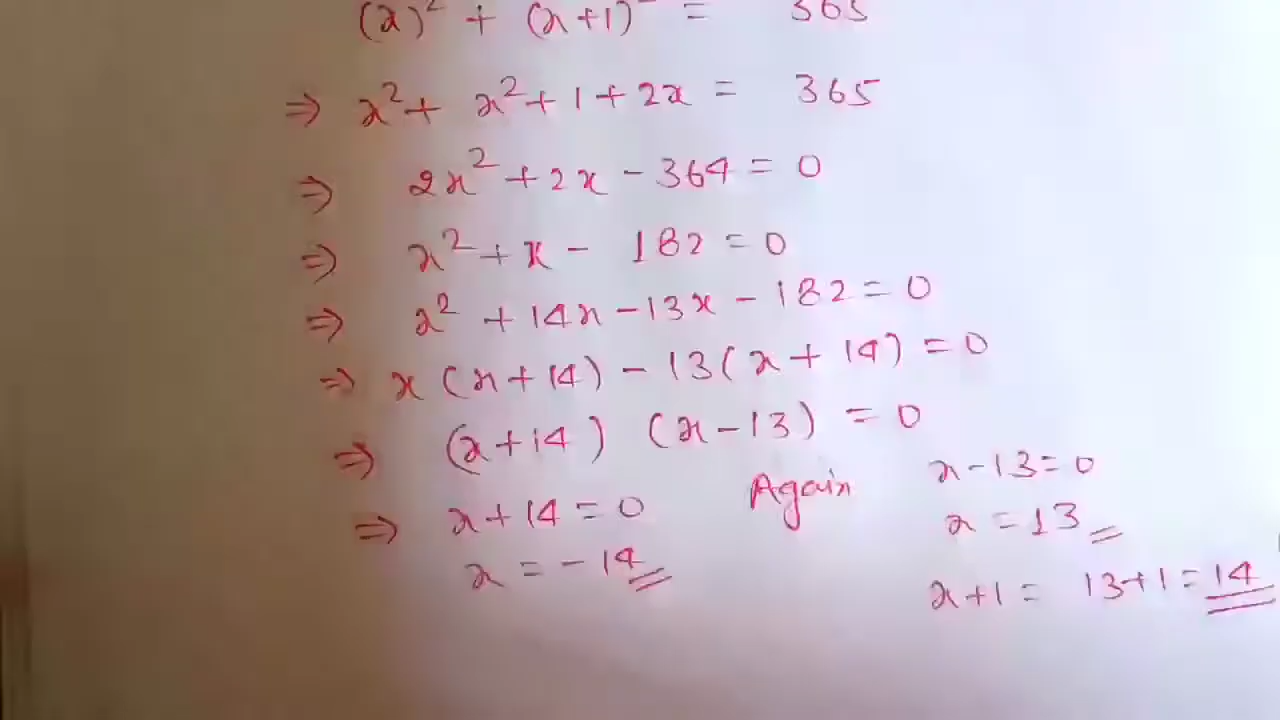 (x)² + (x+1)² = 365
⇒ x² + x² + 1 + 2x = 365
⇒ 2x² + 2x - 364 = 0
⇒ x² + x - 182 = 0
⇒ x² + 14x - 13x - 182 = 0
⇒ x (x + 14) - 13 (x + 14) = 0
⇒ (x + 14) (x - 13) = 0
⇒ x + 14 = 0 Again x - 13 = 0
x = - 14 x = 13
x + 1 = 13 + 1 = 14